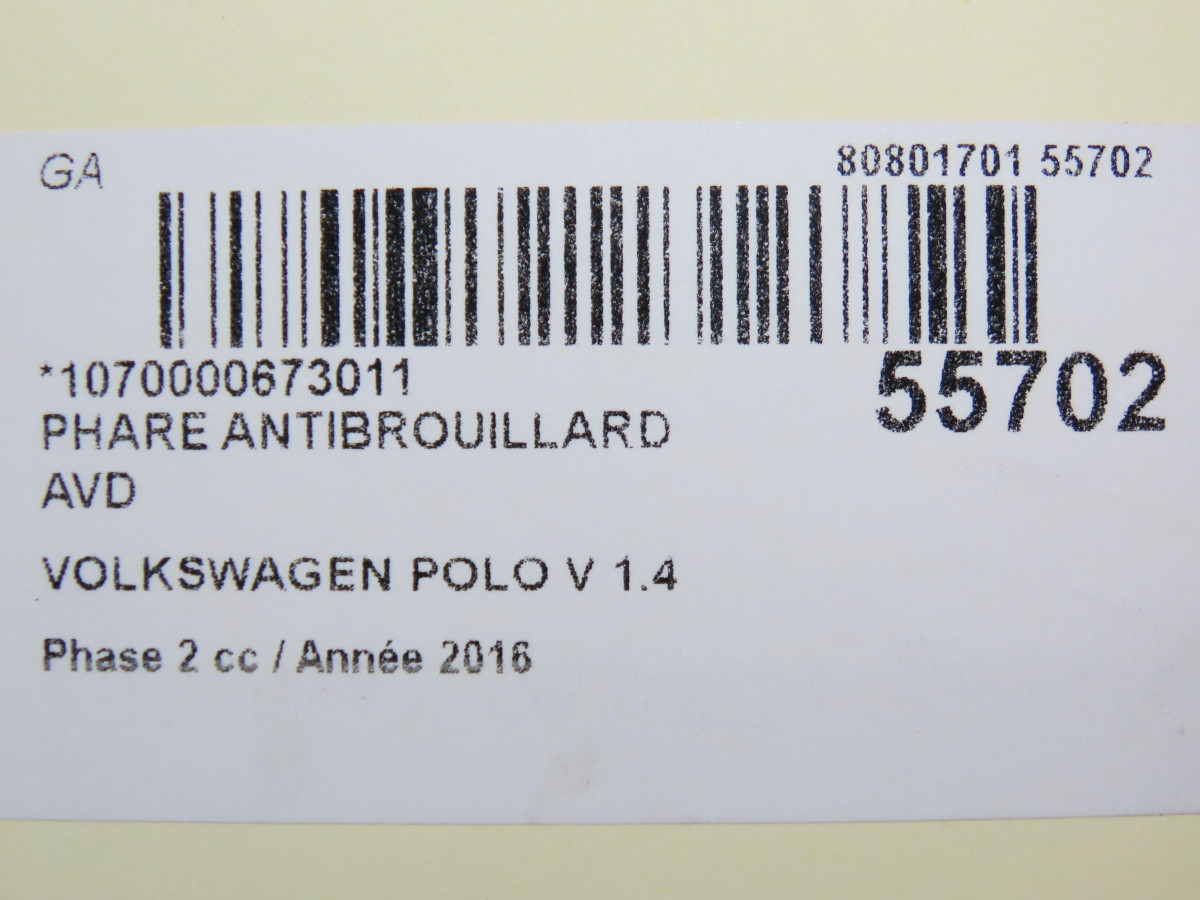 GA
80801701 55702
*1070000673011
55702
PHARE ANTIBROUILLARD
AVD
VOLKSWAGEN POLO V 1.4
Phase 2 cc / Année 2016